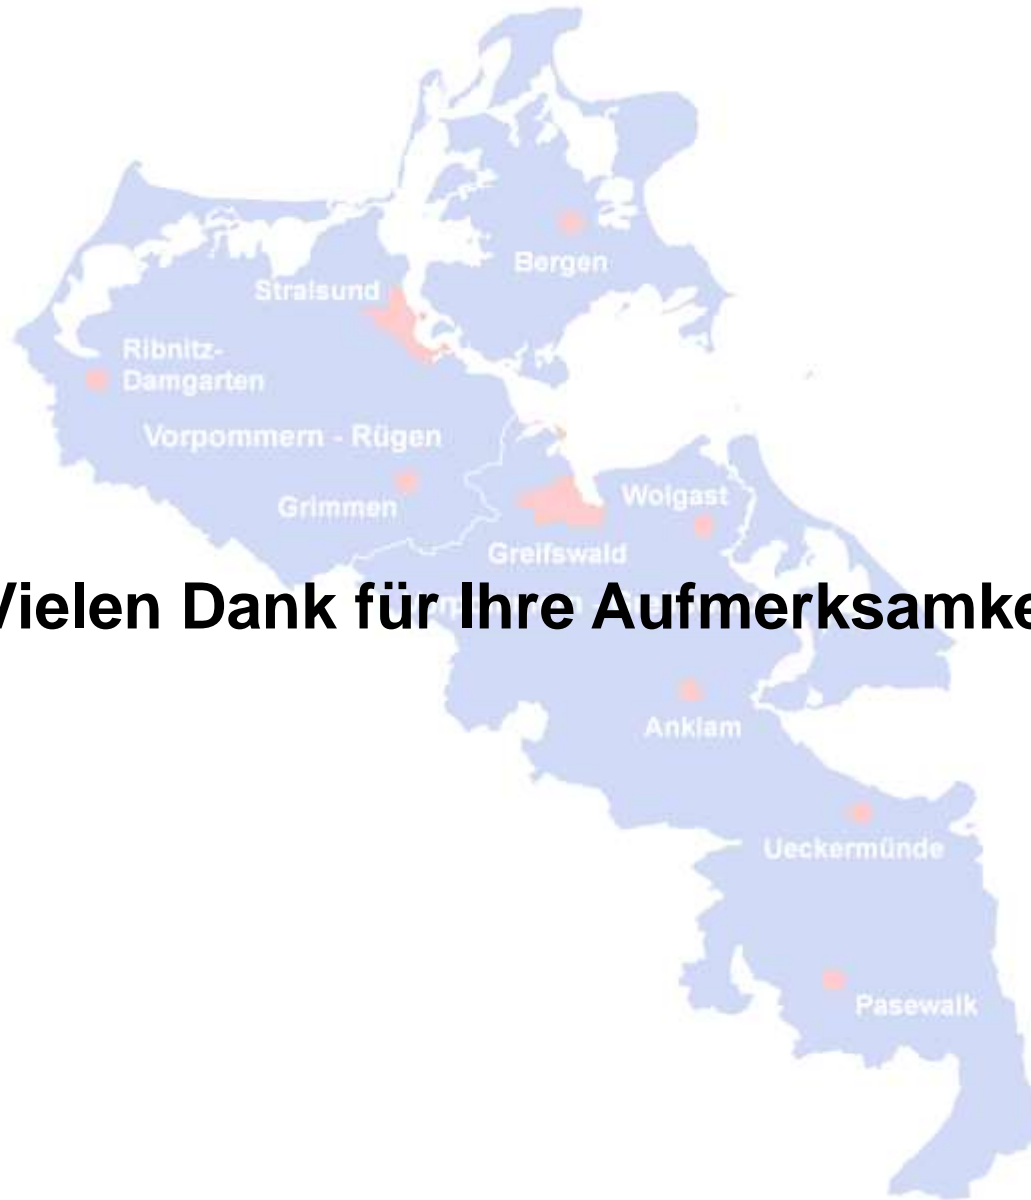 Bergen
Stralsund
Ribnitz-
Damgarten
Vorpommern - Rügen
Grimmen
Wolgast
Greifswald
Vielen Dank für Ihre Aufmerksamke
Anklam
Ueckermünde
Pasewalk